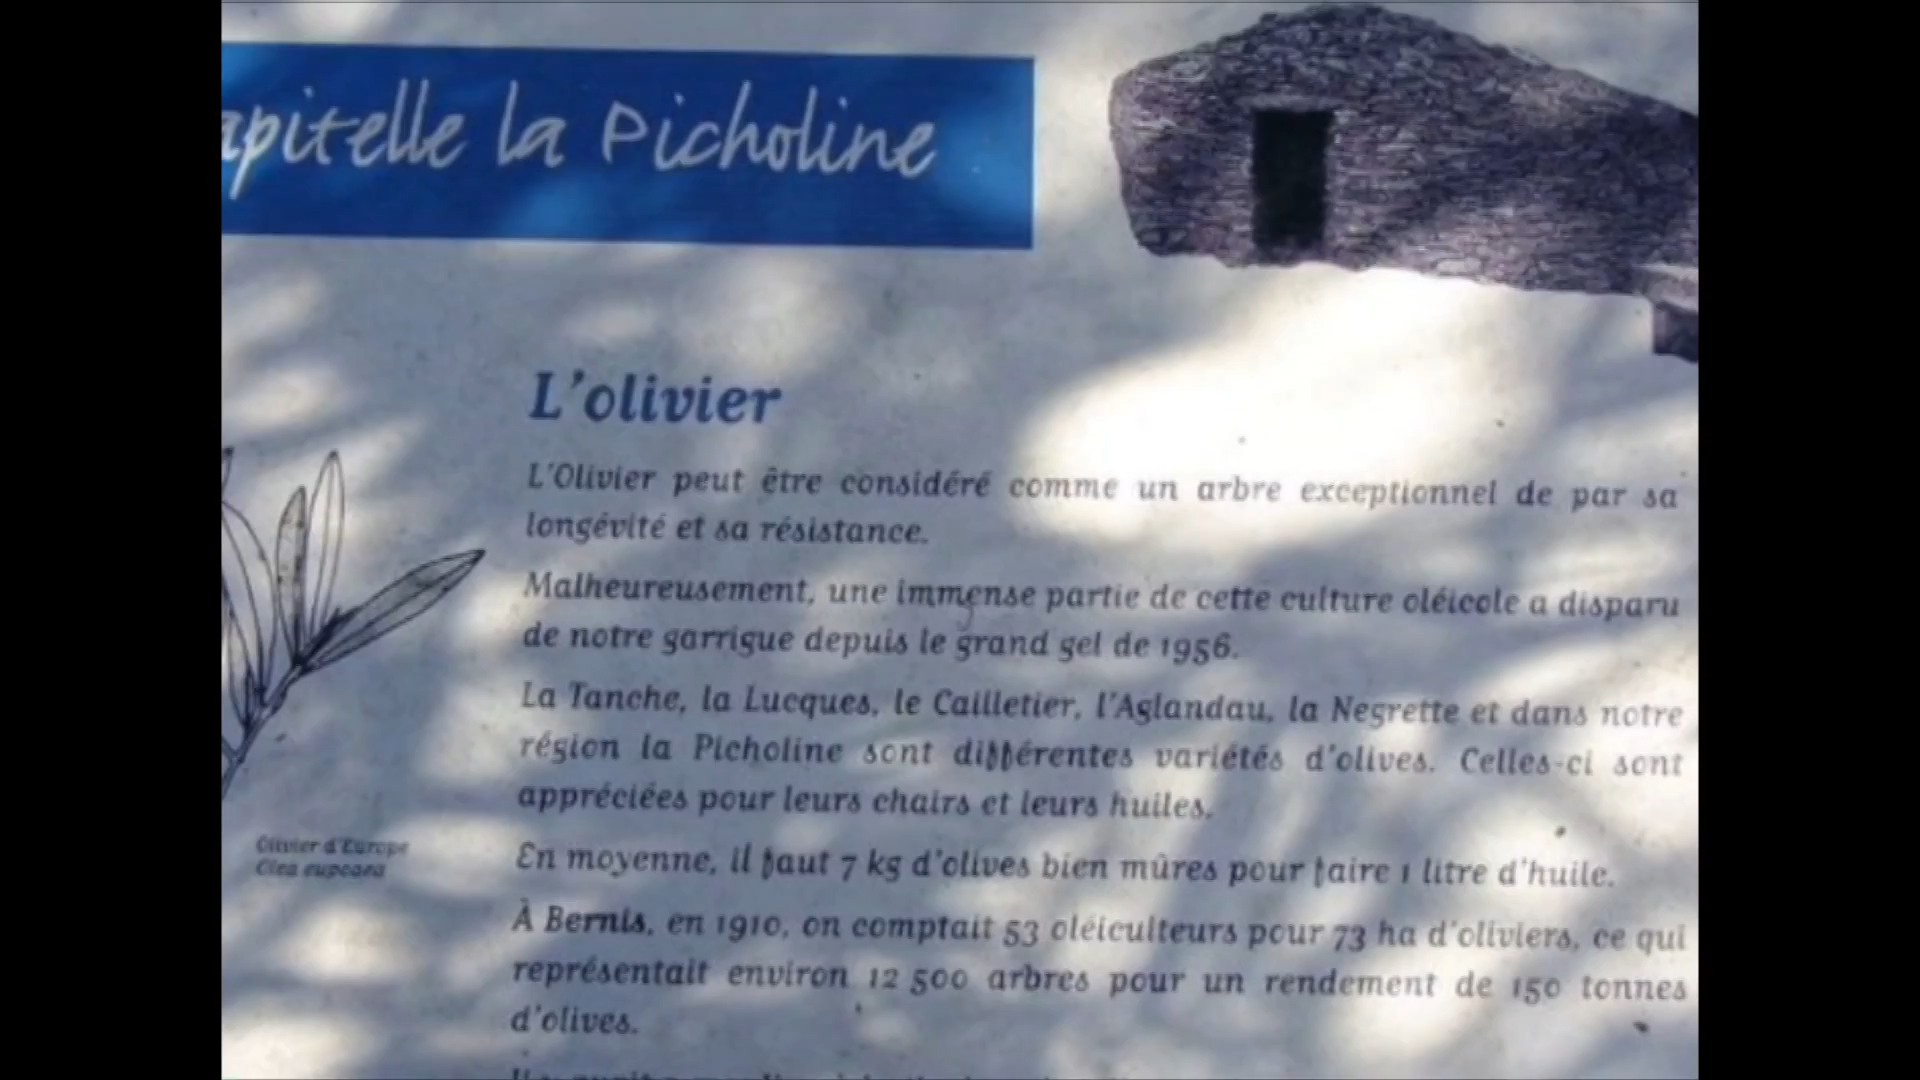 apitelle la Picholine
L'olivier
L'Olivier peut être considéré comme un arbre exceptionnel de par sa
longévité et sa résistance.
Malheureusement, une immense partie de cette culture oléicole a disparu
de notre garrigue depuis le grand gel de 1956.
La Tanche, la Lucques, le Cailletier, l'Aglandau, la Negrette et dans notre
région la Picholine sont différentes variétés d'olives. Celles-ci sont
appréciées pour leurs chairs et leurs huiles.
En moyenne, il faut 7 kg d'olives bien mûres pour faire 1 litre d'huile.
À Bernis, en 1910, on comptait 53 oléiculteurs pour 73 ha d'oliviers, ce qui
représentait environ 12 500 arbres pour un rendement de 150 tonnes
d'olives.
Olivier d'Europe